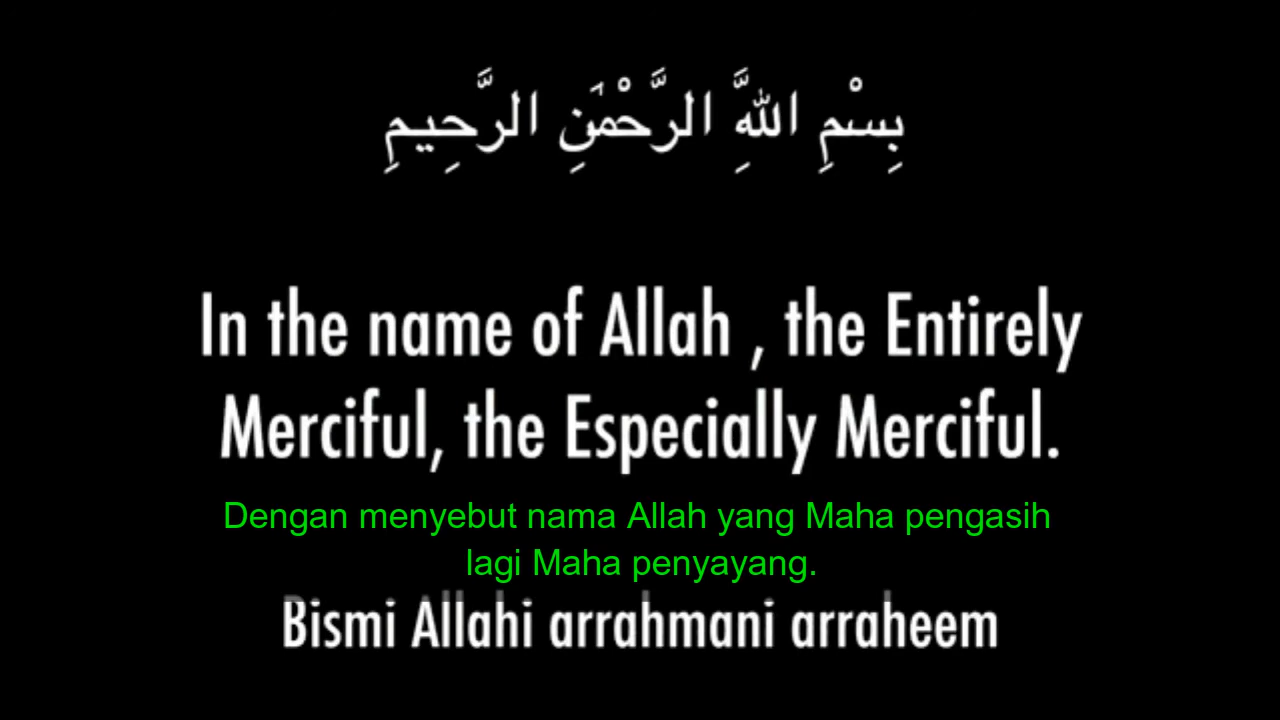 بِسْمِ اللَّهِ الرَّحْمَٰنِ الرَّحِيمِ
In the name of Allah , the Entirely
Merciful, the Especially Merciful.
Dengan menyebut nama Allah yang Maha pengasih
lagi Maha penyayang.
Bismi Allahi arrahmani arraheem